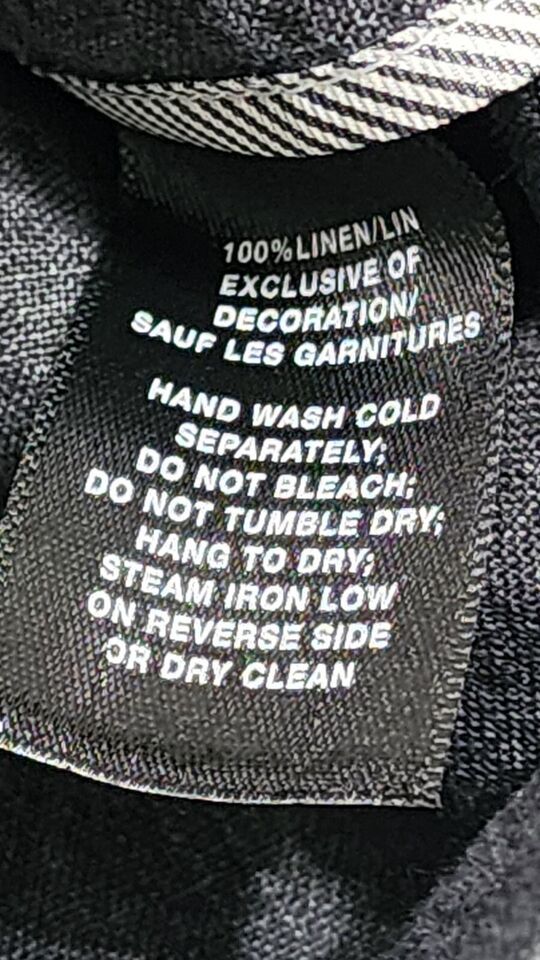 100% LINEN/LIN
EXCLUSIVE OF
DECORATION/
SAUF LES GARNITURES
HAND WASH COLD
SEPARATELY;
DO NOT BLEACH;
DO NOT TUMBLE DRY;
HANG TO DRY;
STEAM IRON LOW
ON REVERSE SIDE
OR DRY CLEAN